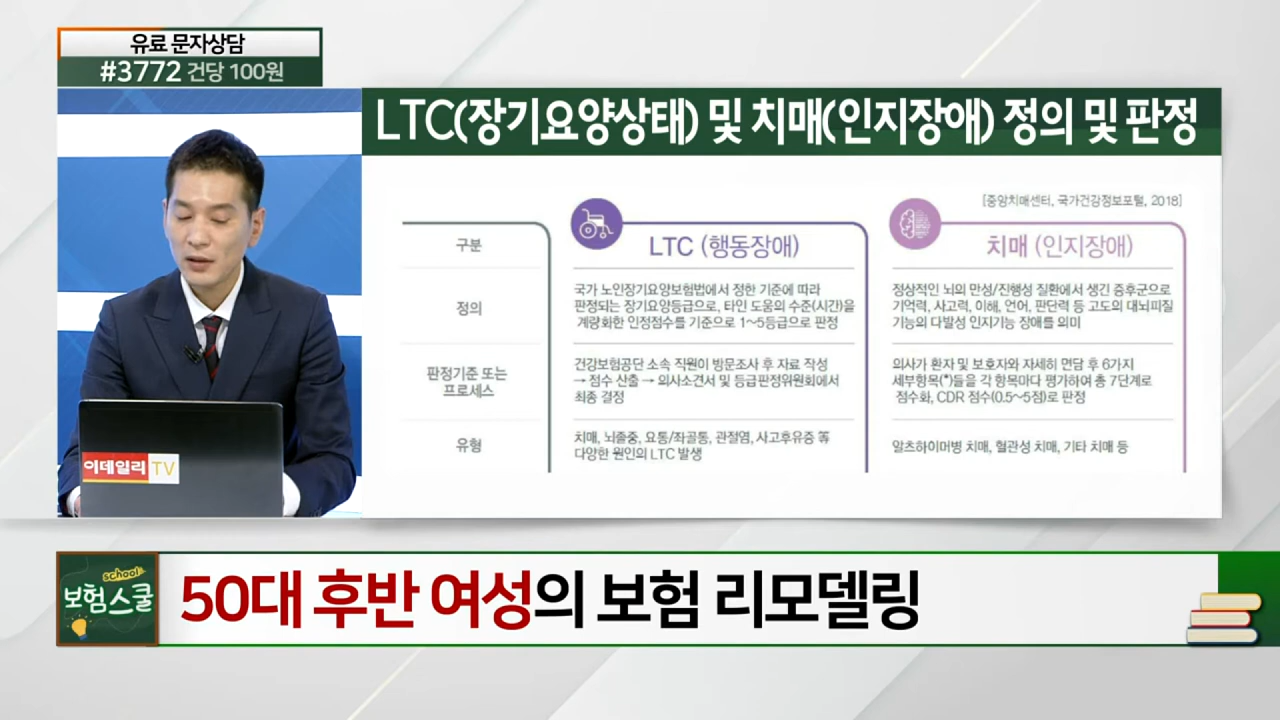 유료 문자상담
#3772 건당 100원
LTC(장기요양상태) 및 치매(인지장애) 정의 및 판정
[중앙치매센터, 국가건강정보포털, 2018]
구분
LTC (행동장애)
치매 (인지장애)
정의
국가 노인장기요양보험법에서 정한 기준에 따라
판정되는 장기요양등급으로, 타인 도움의 수준(시간)을
계량화한 인정점수를 기준으로 1~5등급으로 판정
정상적인 뇌의 만성/진행성 질환에서 생긴 증후군으로
기억력, 사고력, 이해, 언어, 판단력 등 고도의 대뇌피질
기능의 다발성 인지기능 장애를 의미
판정기준 또는
프로세스
건강보험공단 소속 직원이 방문조사 후 자료 작성
→ 점수 산출 → 의사소견서 및 등급판정위원회에서
최종 결정
의사가 환자 및 보호자와 자세히 면담 후 6가지
세부항목(*)들을 각 항목마다 평가하여 총 7단계로
점수화, CDR 점수(0.5~5점)로 판정
유형
치매, 뇌졸중, 요통/좌골통, 관절염, 사고후유증 등
다양한 원인의 LTC 발생
알츠하이머병 치매, 혈관성 치매, 기타 치매 등
이데일리TV
school
보험스쿨
50대 후반 여성의 보험 리모델링